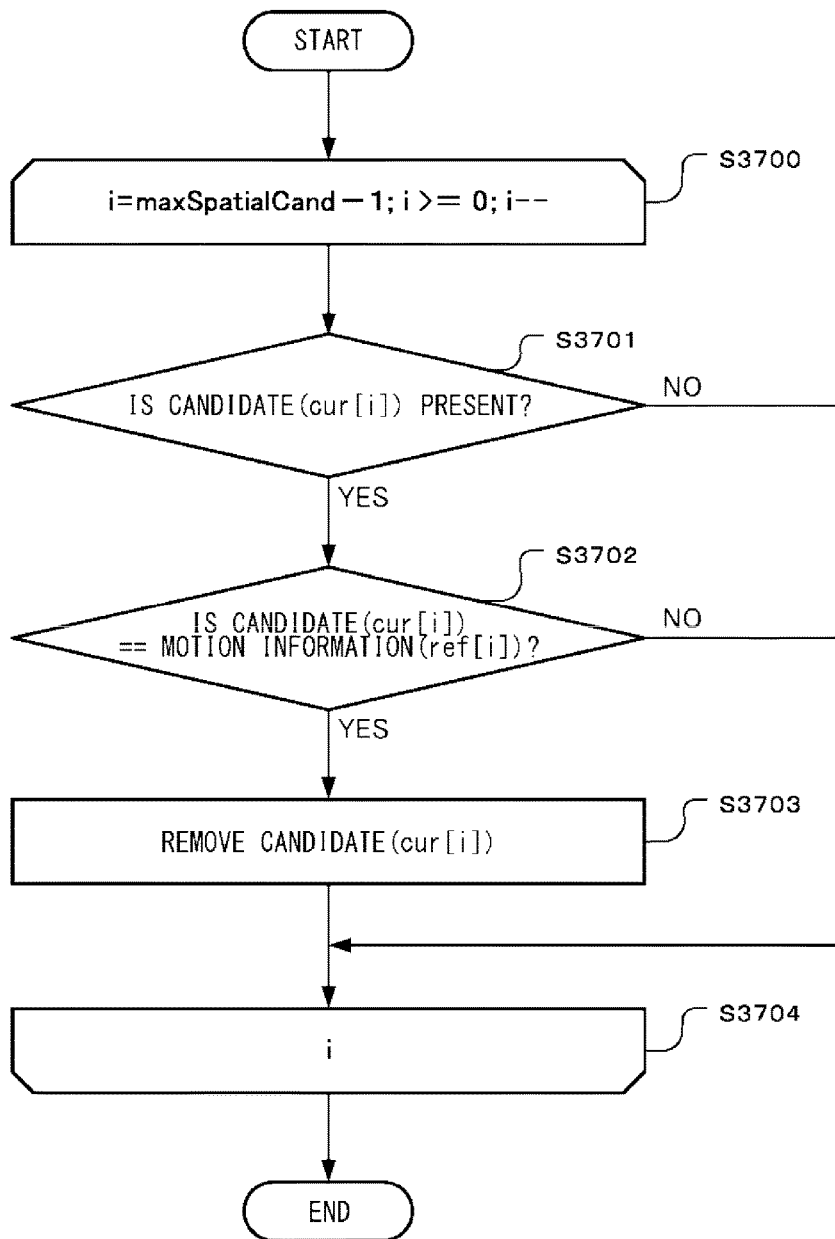 START
S3700
i=maxSpatialCand－1; i >= 0; i--
S3701
IS CANDIDATE(cur[i]) PRESENT?
NO
YES
S3702
IS CANDIDATE(cur[i])
== MOTION INFORMATION(ref[i])?
NO
YES
S3703
REMOVE CANDIDATE(cur[i])
S3704
i
END